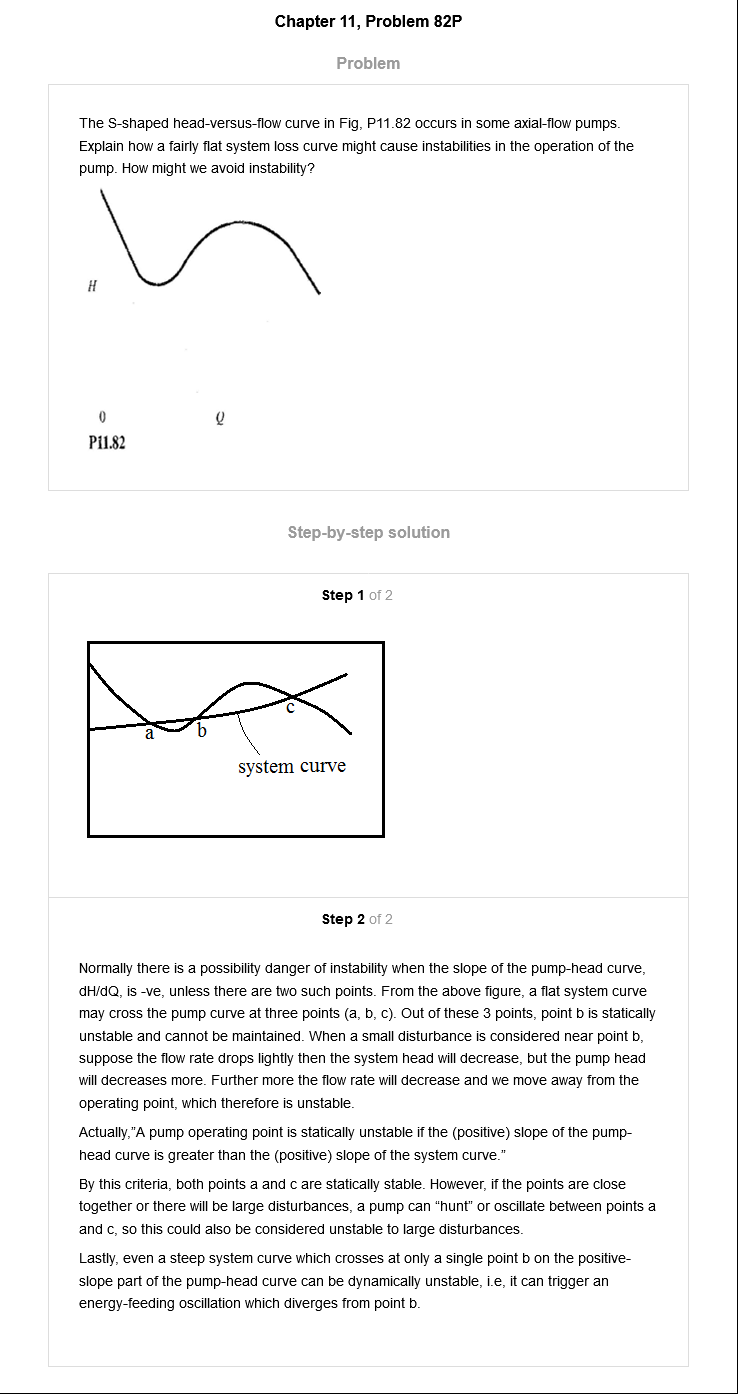 Chapter 11, Problem 82P
Problem
The S-shaped head-versus-flow curve in Fig, P11.82 occurs in some axial-flow pumps.
Explain how a fairly flat system loss curve might cause instabilities in the operation of the
pump. How might we avoid instability?
H
0 Q
P11.82
Step-by-step solution
Step 1 of 2
a b c
system curve
Step 2 of 2
Normally there is a possibility danger of instability when the slope of the pump-head curve,
dH/dQ, is -ve, unless there are two such points. From the above figure, a flat system curve
may cross the pump curve at three points (a, b, c). Out of these 3 points, point b is statically
unstable and cannot be maintained. When a small disturbance is considered near point b,
suppose the flow rate drops lightly then the system head will decrease, but the pump head
will decreases more. Further more the flow rate will decrease and we move away from the
operating point, which therefore is unstable.
Actually,”A pump operating point is statically unstable if the (positive) slope of the pump-
head curve is greater than the (positive) slope of the system curve.”
By this criteria, both points a and c are statically stable. However, if the points are close
together or there will be large disturbances, a pump can “hunt” or oscillate between points a
and c, so this could also be considered unstable to large disturbances.
Lastly, even a steep system curve which crosses at only a single point b on the positive-
slope part of the pump-head curve can be dynamically unstable, i.e, it can trigger an
energy-feeding oscillation which diverges from point b.